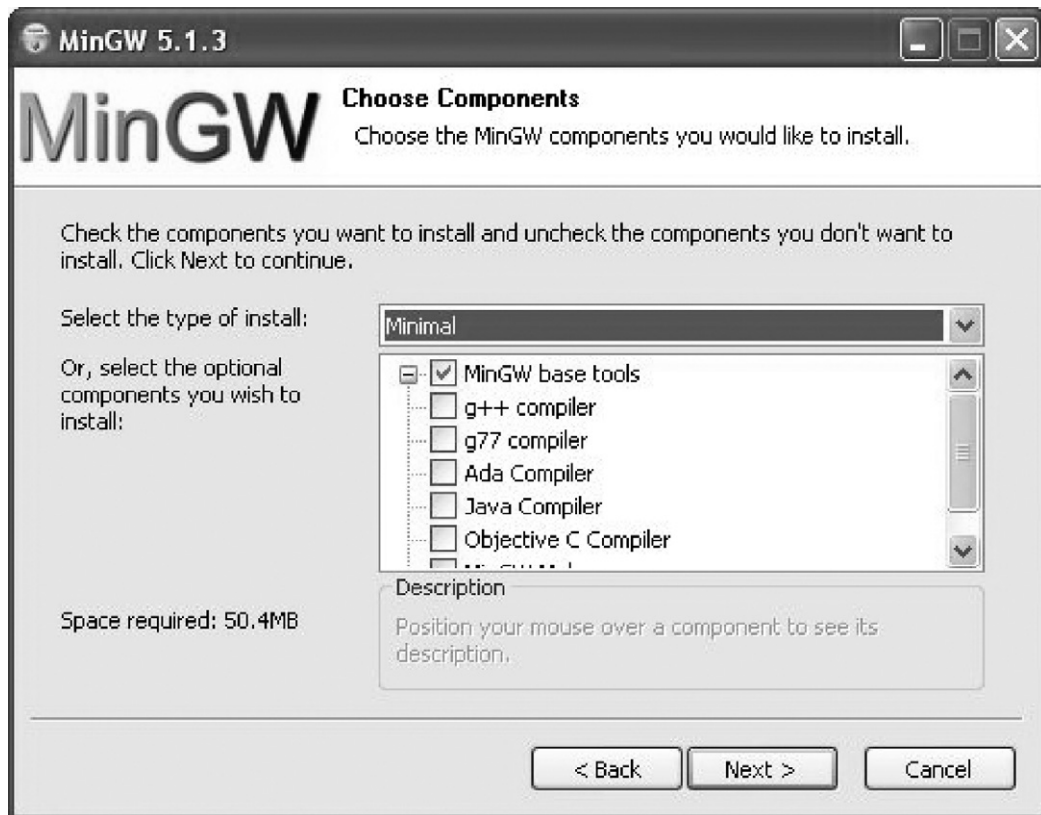 MinGW 5.1.3
MinGW
Choose Components
Choose the MinGW components you would like to install.
Check the components you want to install and uncheck the components you don't want to
install. Click Next to continue.
Select the type of install:
Minimal
Or, select the optional
components you wish to
install:
MinGW base tools
g++ compiler
g77 compiler
Ada Compiler
Java Compiler
Objective C Compiler
Description
Position your mouse over a component to see its
description.
Space required: 50.4MB
< Back
Next >
Cancel